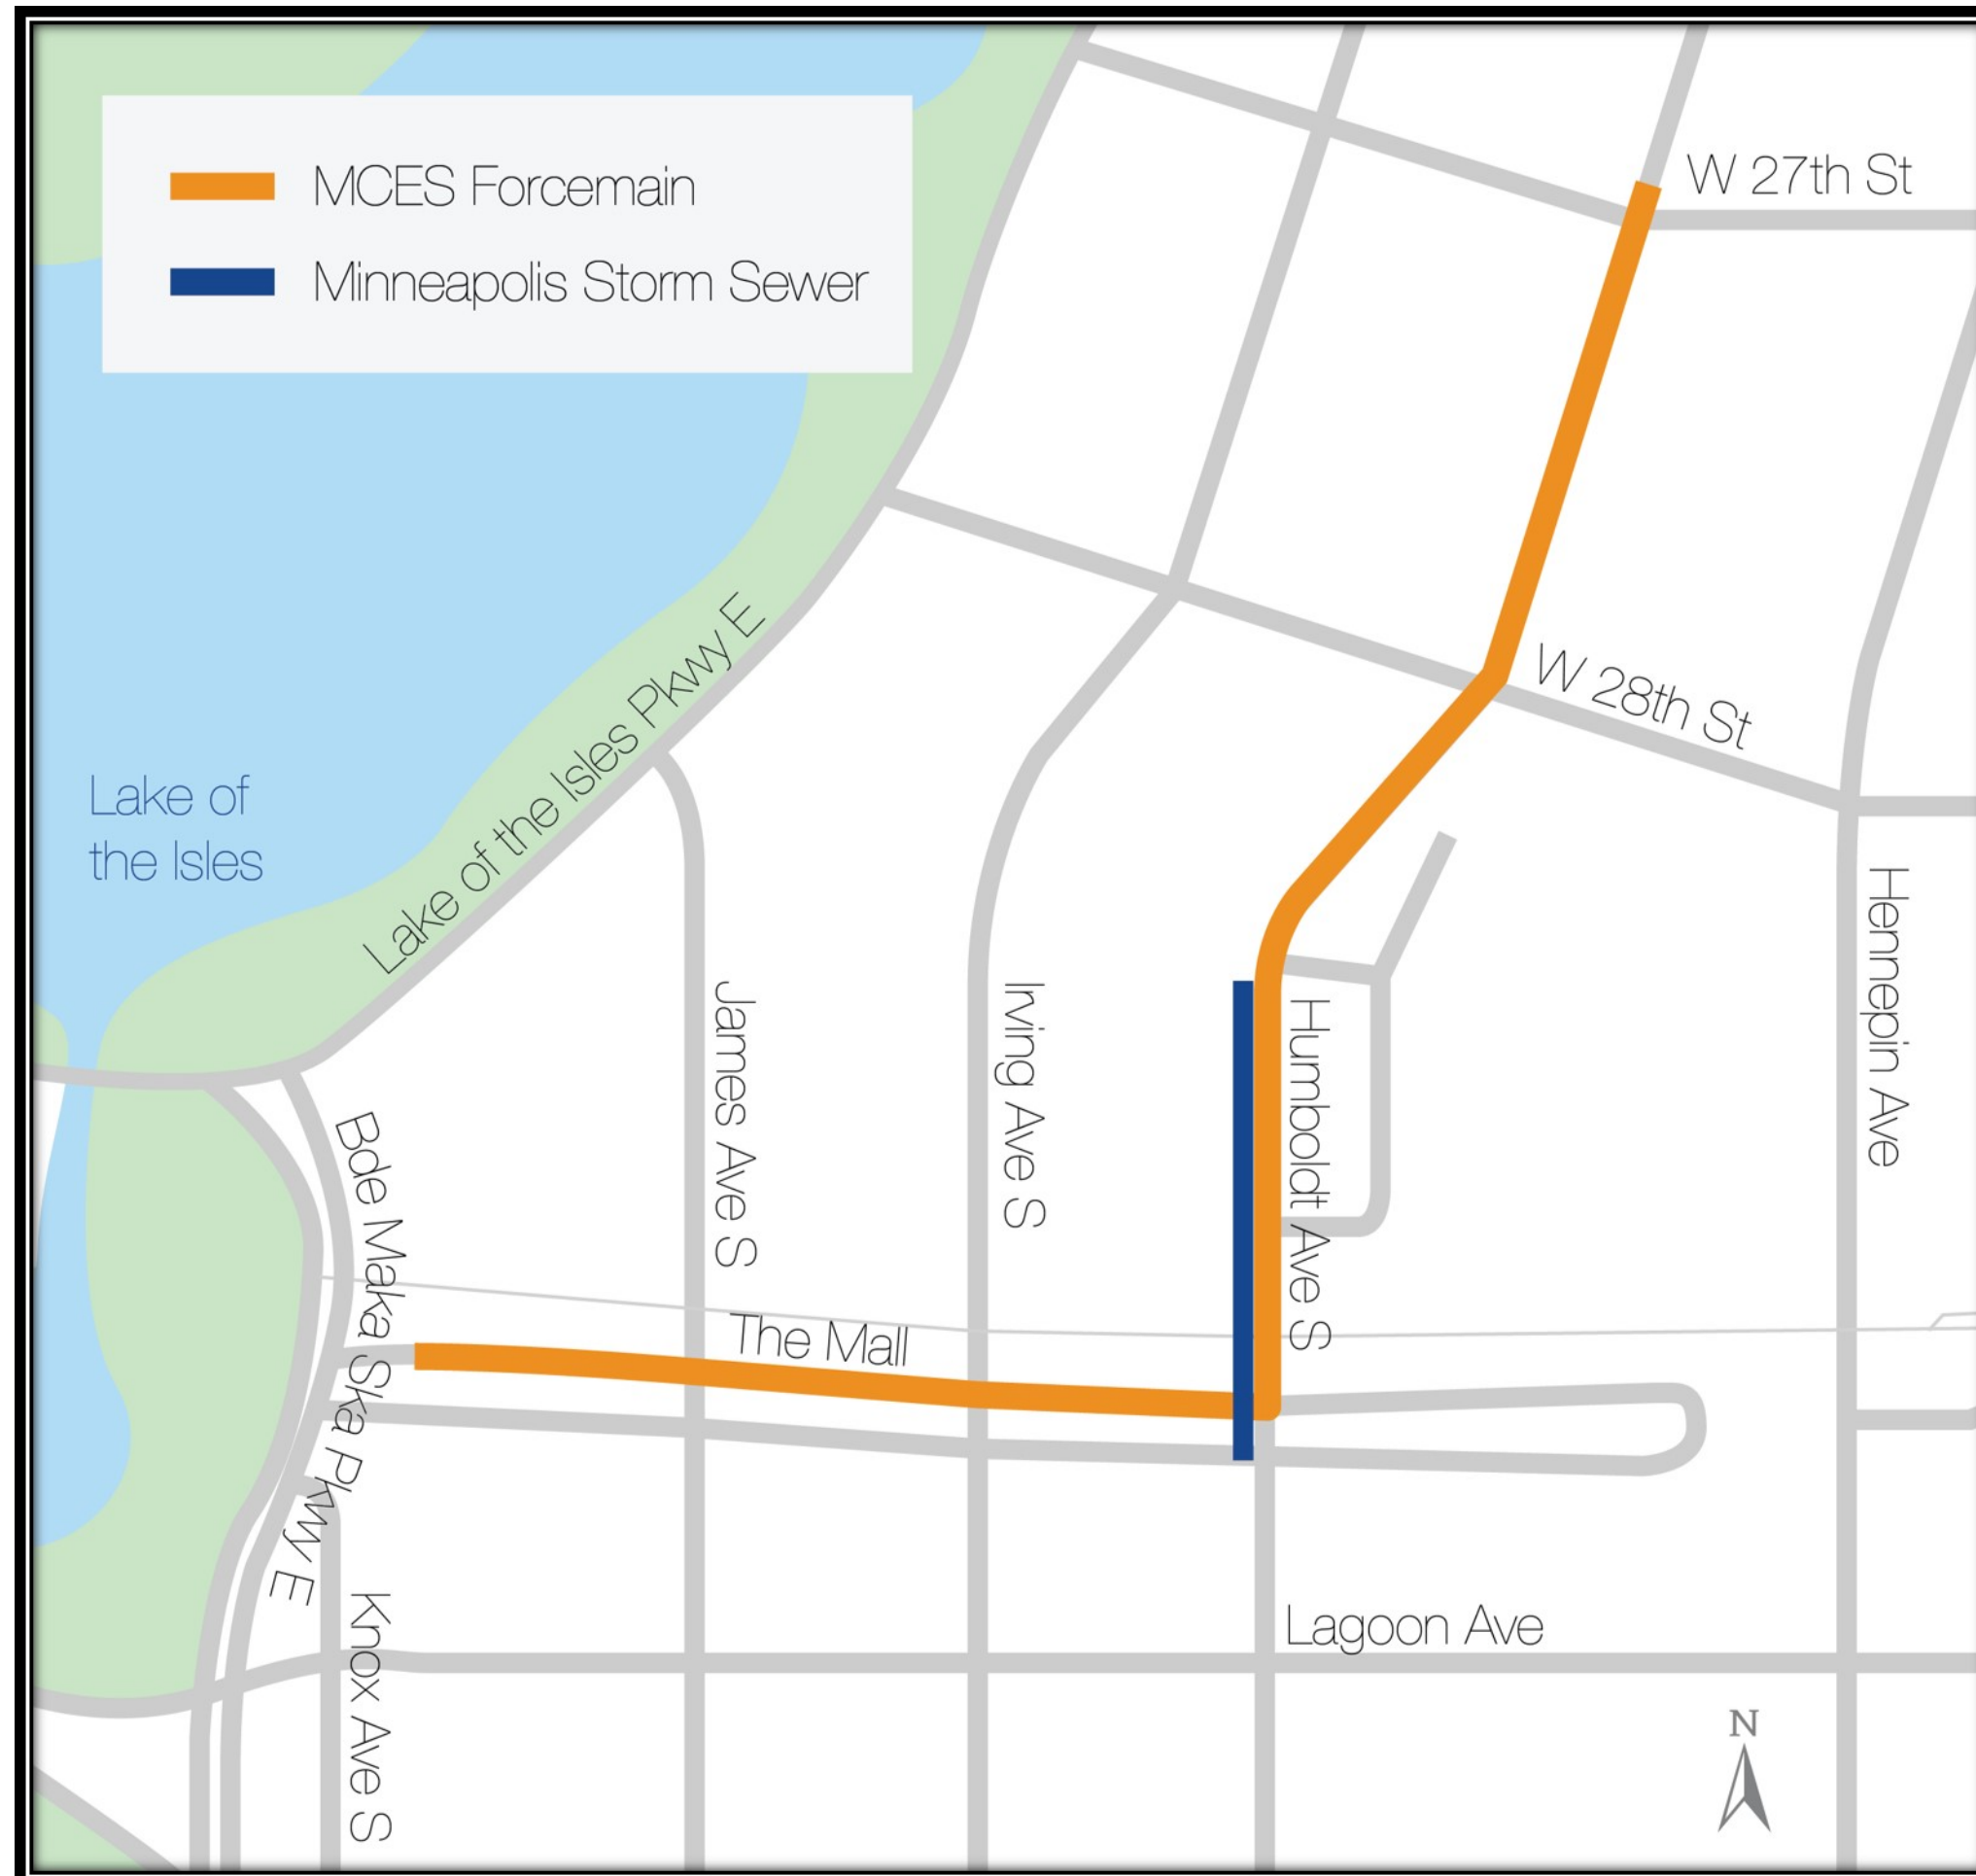 MCES Forcemain
W 27th St
Minneapolis Storm Sewer
Lake of the Isles Pkwy E
W 28th St
Lake of
the Isles
Hennepin Ave
James Ave S
Irving Ave S
Humboldt Ave S
Bde Maka Ska Pkwy E
The Mall
Knox Ave S
Lagoon Ave
N